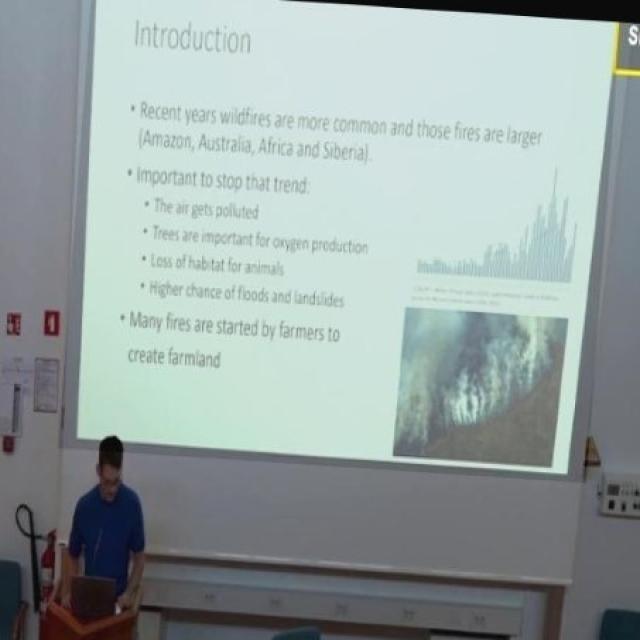 Introduction
• Recent years wildfires are more common and those fires are larger
(Amazon, Australia, Africa and Siberia).
• Important to stop that trend:
• The air gets polluted
• Trees are important for oxygen production
• Loss of habitat for animals
• Higher chance of floods and landslides
• Many fires are started by farmers to
create farmland